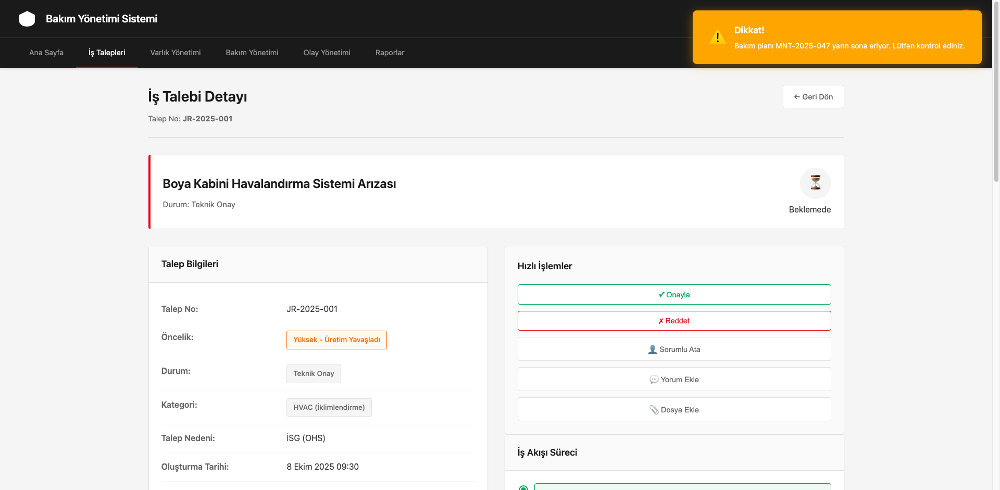 Bakım Yönetimi Sistemi
Dikkat!
Bakım planı MNT-2025-047 yarın sona eriyor. Lütfen kontrol ediniz.
Ana Sayfa
İş Talepleri
Varlık Yönetimi
Bakım Yönetimi
Olay Yönetimi
Raporlar
İş Talebi Detayı
← Geri Dön
Talep No: JR-2025-001
Boya Kabini Havalandırma Sistemi Arızası
Durum: Teknik Onay
Beklemede
Talep Bilgileri
Talep No: JR-2025-001
Öncelik: Yüksek - Üretim Yavaşladı
Durum: Teknik Onay
Kategori: HVAC (İklimlendirme)
Talep Nedeni: İSG (OHS)
Oluşturma Tarihi: 8 Ekim 2025 09:30
Hızlı İşlemler
✓ Onayla
✗ Reddet
Sorumlu Ata
Yorum Ekle
Dosya Ekle
İş Akışı Süreci